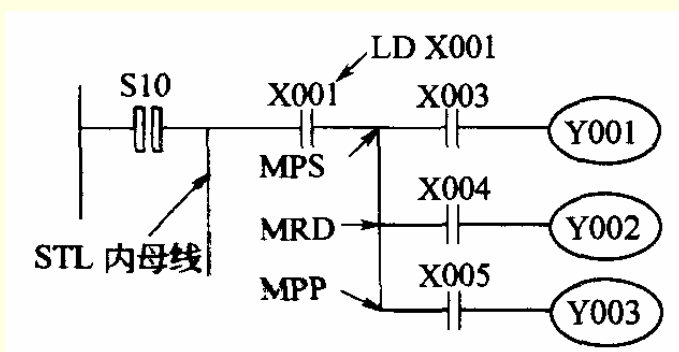 LD X001
S10
X001
X003
Y001
MPS
X004
MRD
Y002
STL 内母线
X005
MPP
Y003